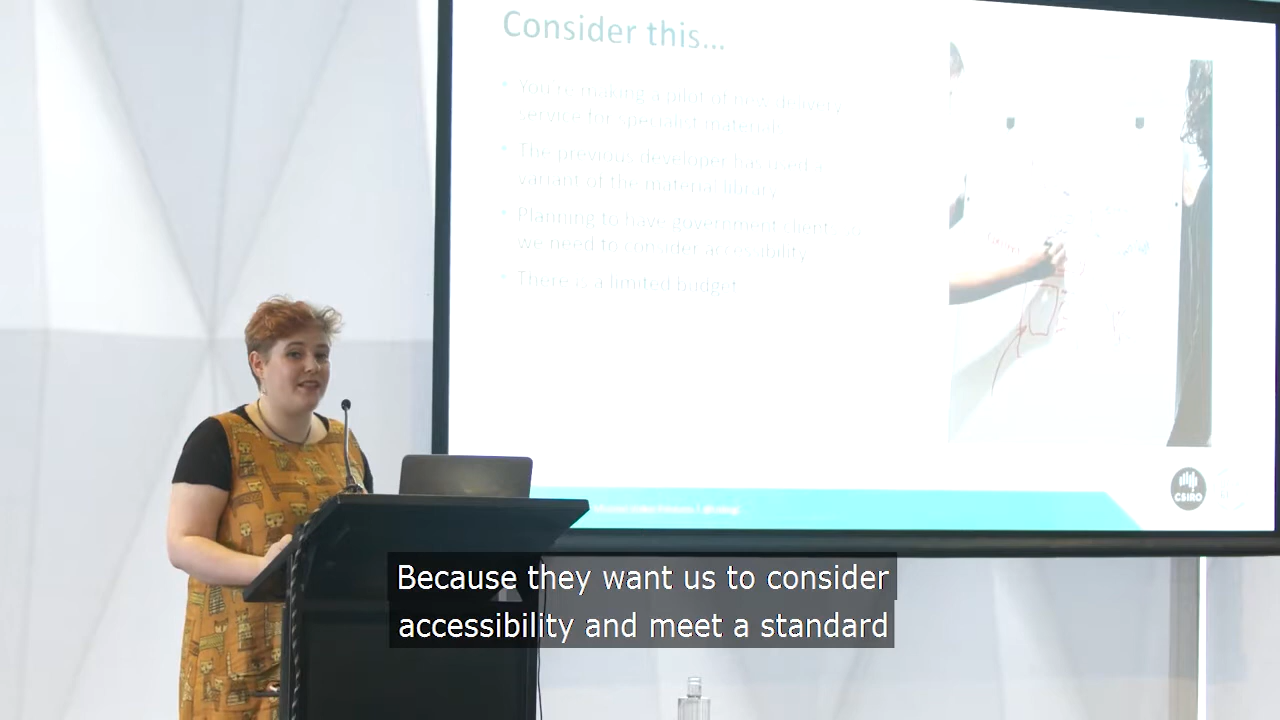 Consider this...
• You're making a pilot of new delivery
service for specialist materials
• The previous developer has used a
variant of the material library
• Planning to have government clients so
we need to consider accessibility
• There is a limited budget
CSIRO
Because they want us to consider
accessibility and meet a standard